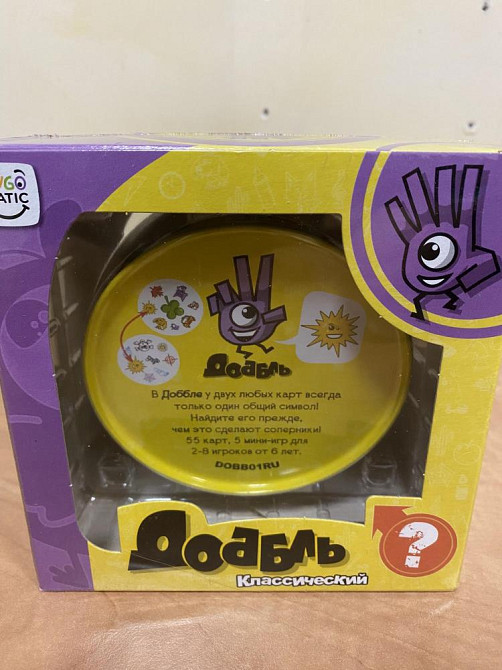 ATIC
Доббль
В Доббле у двух любых карт всегда
только один общий символ!
Найдите его прежде,
чем это сделают соперники!
55 карт, 5 мини-игр для
2-8 игроков от 6 лет.
DOBB01RU
Доббль
Классический
?